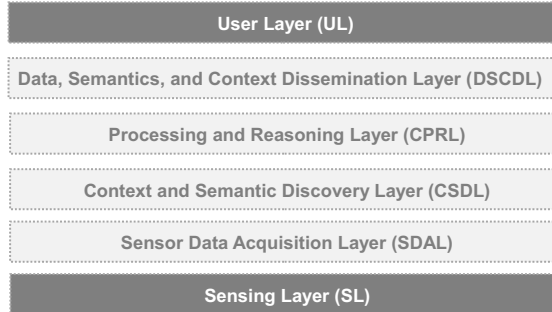 User Layer (UL)
Data, Semantics, and Context Dissemination Layer (DSCDL)
Processing and Reasoning Layer (CPRL)
Context and Semantic Discovery Layer (CSDL)
Sensor Data Acquisition Layer (SDAL)
Sensing Layer (SL)